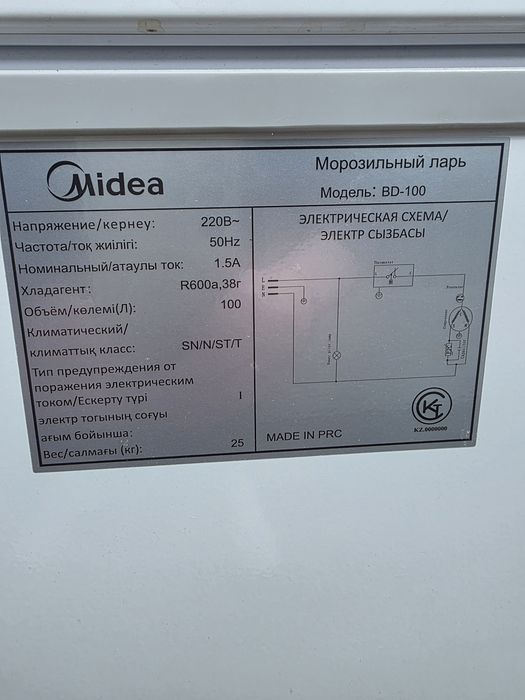 Midea
Морозильный ларь
Модель: BD-100
Напряжение/кернеу: 220В~
Частота/тоқ жиілігі: 50Hz
Номинальный/атаулы ток: 1.5А
Хладагент: R600a,38г
Объём/көлемі(Л): 100
Климатический/
климаттық класс: SN/N/ST/T
Тип предупреждения от
поражения электрическим
током/Ескерту түрі I
электр тогының соғуы
ағым бойынша:
Вес/салмағы (кг): 25
ЭЛЕКТРИЧЕСКАЯ СХЕМА/
ЭЛЕКТР СЫЗБАСЫ
L
E
N
MADE IN PRC
KZ.0000000